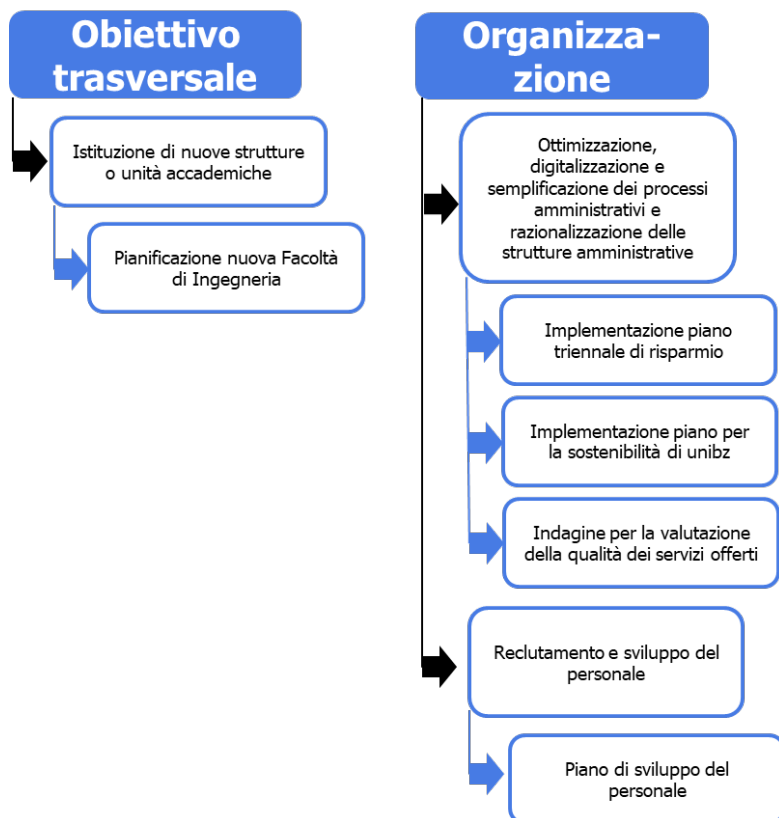 Obiettivo
trasversale
Istituzione di nuove strutture
o unità accademiche
Pianificazione nuova Facoltà
di Ingegneria
Organizza-
zione
Ottimizzazione,
digitalizzazione e
semplificazione dei processi
amministrativi e
razionalizzazione delle
strutture amministrative
Implementazione piano
triennale di risparmio
Implementazione piano per
la sostenibilità di unibz
Indagine per la valutazione
della qualità dei servizi offerti
Reclutamento e sviluppo del
personale
Piano di sviluppo del
personale